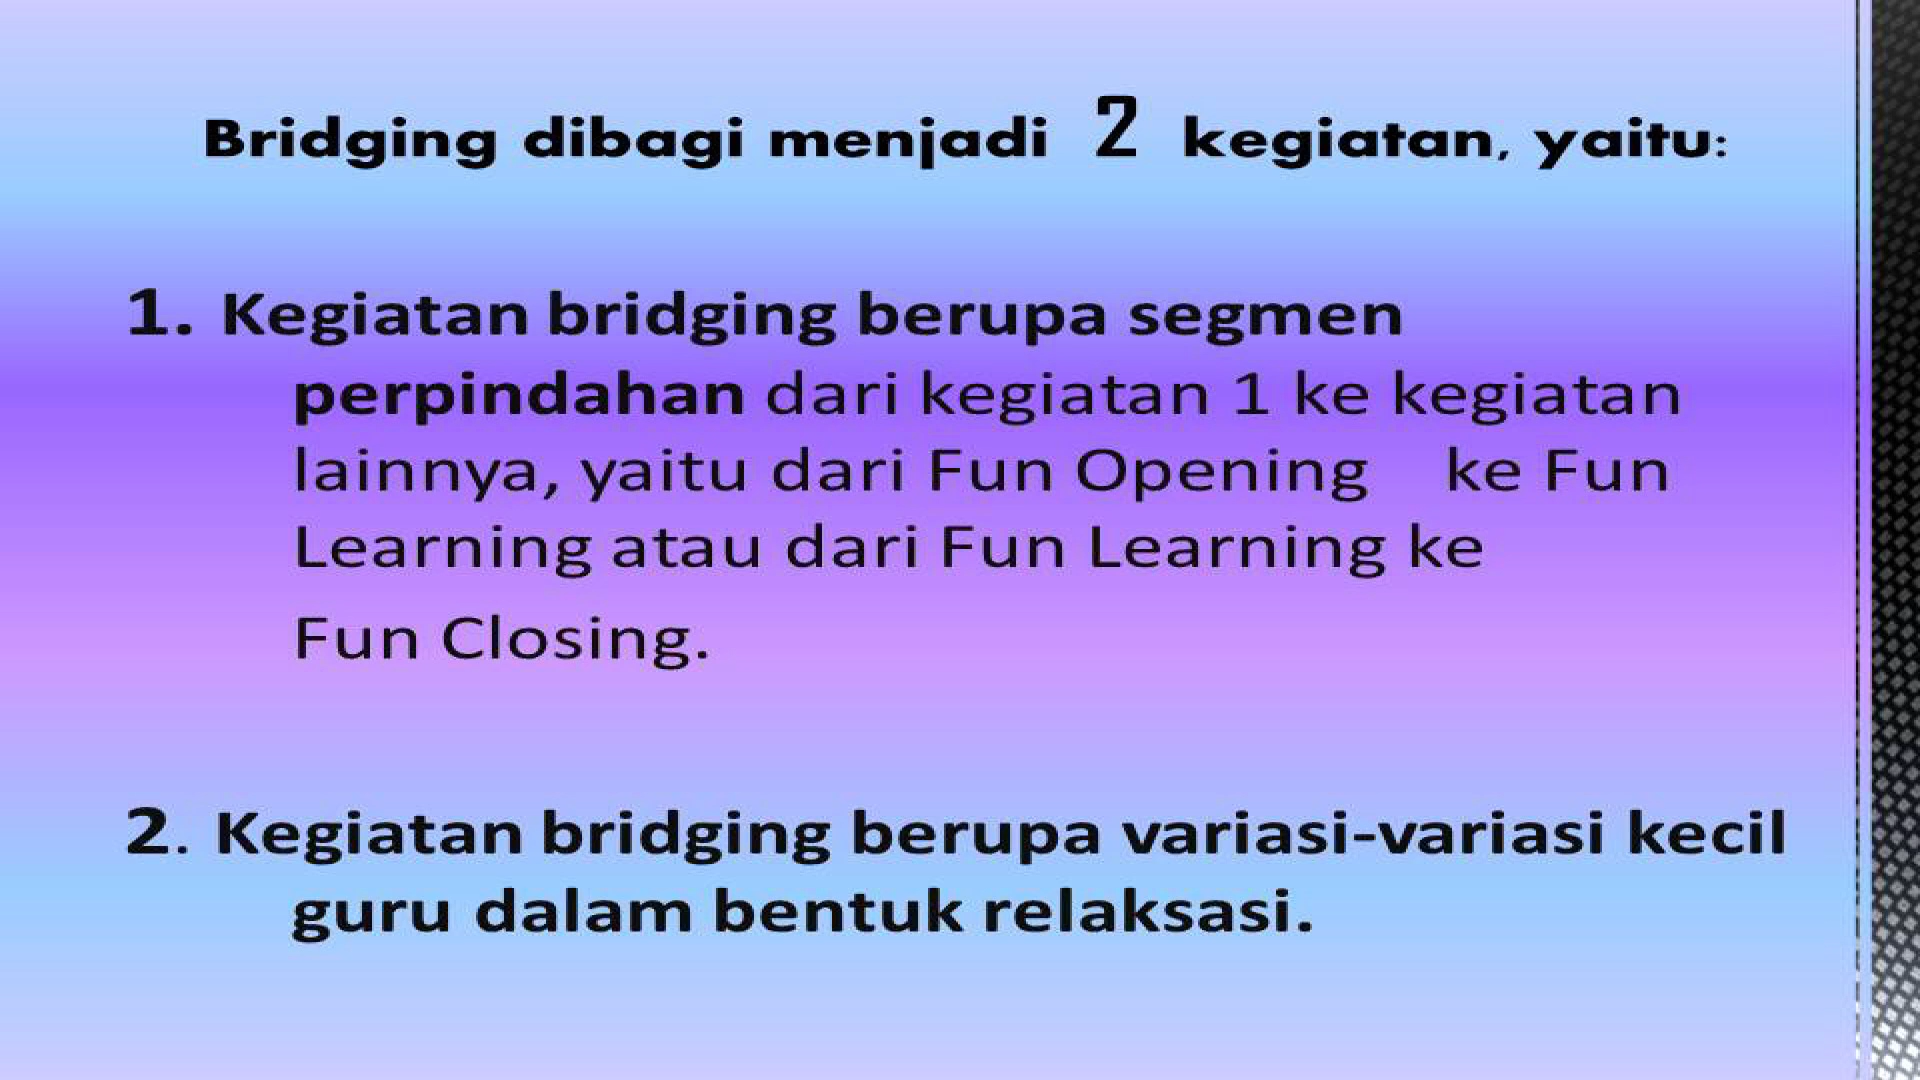 Bridging dibagi menjadi 2 kegiatan, yaitu:
1. Kegiatan bridging berupa segmen
perpindahan dari kegiatan 1 ke kegiatan
lainnya, yaitu dari Fun Opening ke Fun
Learning atau dari Fun Learning ke
Fun Closing.
2. Kegiatan bridging berupa variasi-variasi kecil
guru dalam bentuk relaksasi.